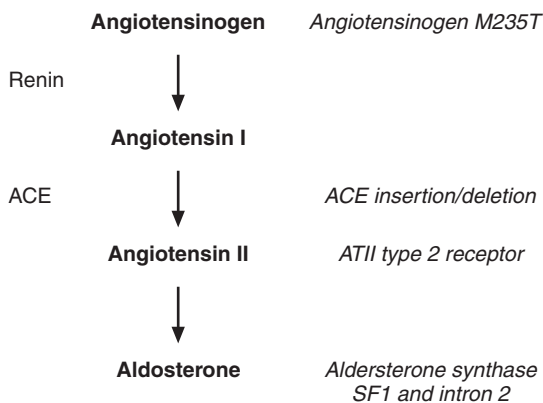 Angiotensinogen Angiotensinogen M235T
Renin
Angiotensin I
ACE ACE insertion/deletion
Angiotensin II ATII type 2 receptor
Aldosterone Aldersterone synthase
SF1 and intron 2